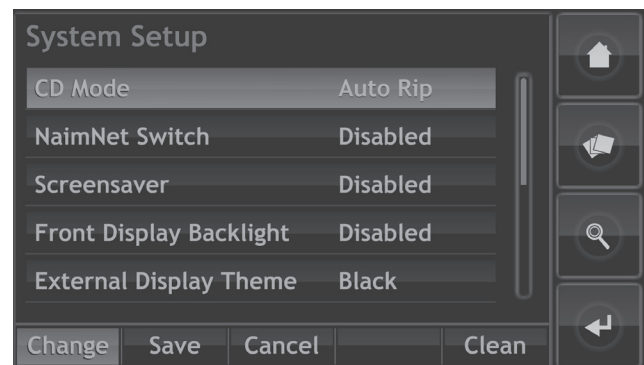 System Setup
CD Mode Auto Rip
NaimNet Switch Disabled
Screensaver Disabled
Front Display Backlight Disabled
External Display Theme Black
Change Save Cancel Clean